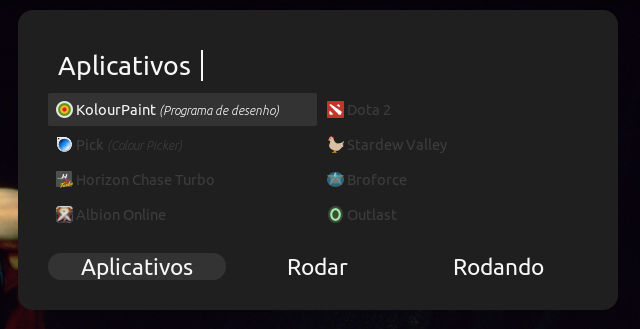 Aplicativos
KolourPaint (Programa de desenho)
Dota 2
Pick (Colour Picker)
Stardew Valley
Horizon Chase Turbo
Broforce
Albion Online
Outlast
Aplicativos
Rodar
Rodando